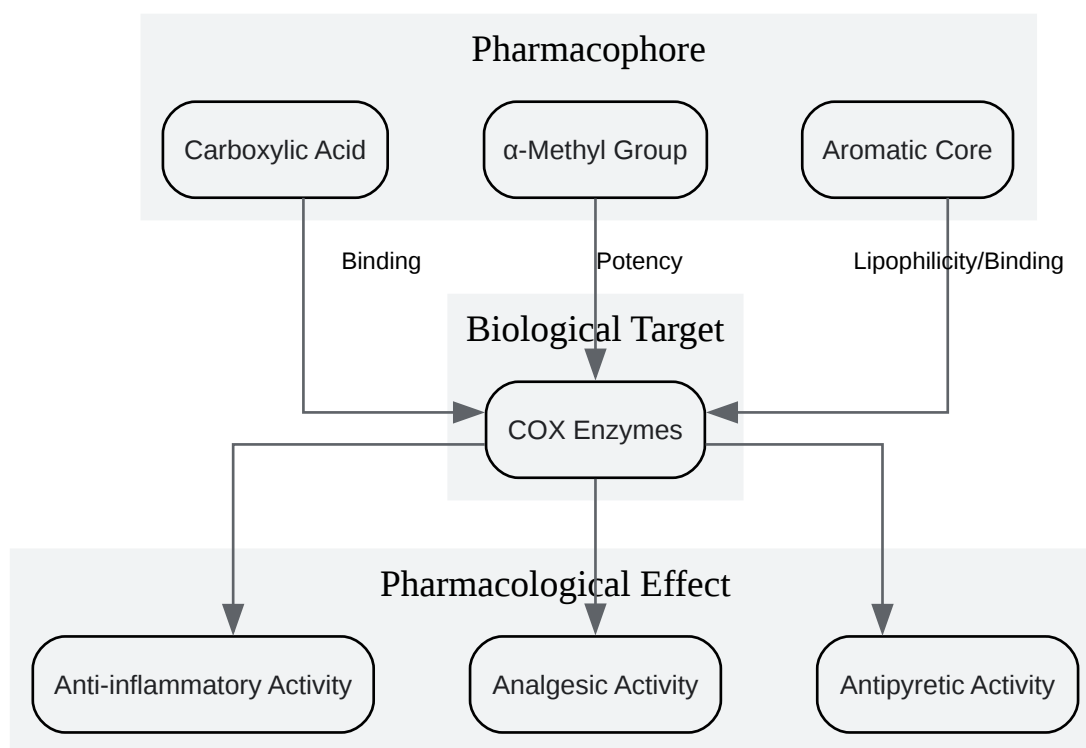 Pharmacophore
Carboxylic Acid
α-Methyl Group
Aromatic Core
Binding
Potency
Lipophilicity/Binding
Biological Target
COX Enzymes
Pharmacological Effect
Anti-inflammatory Activity
Analgesic Activity
Antipyretic Activity